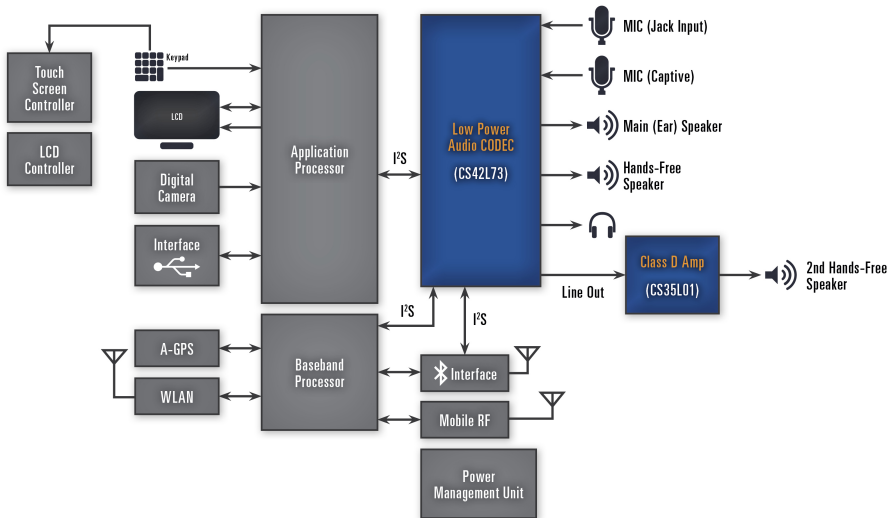 Touch
Screen
Controller
LCD
Controller
Keypad
LCD
Digital
Camera
Interface
Application
Processor
I²S
Low Power
Audio CODEC
(CS42L73)
MIC (Jack Input)
MIC (Captive)
Main (Ear) Speaker
Hands-Free
Speaker
Line Out
Class D Amp
(CS35L01)
2nd Hands-Free
Speaker
I²S
I²S
A-GPS
WLAN
Baseband
Processor
Interface
Mobile RF
Power
Management Unit